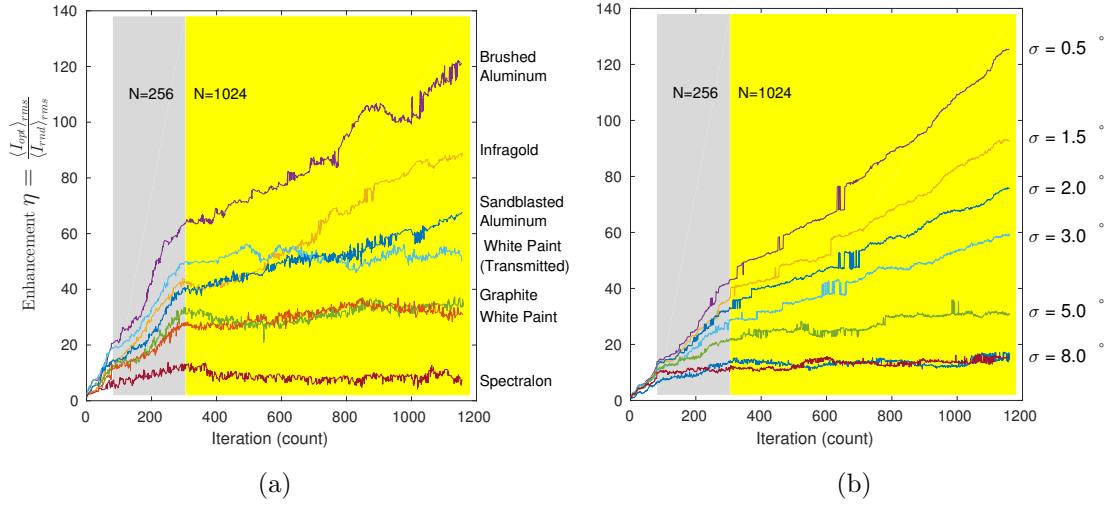 140
120
100
80
60
40
20
0
Enhancement η = ⟨I_opt⟩_rms / ⟨I_rnd⟩_rms
N=256 N=1024
Brushed
Aluminum
Infragold
Sandblasted
Aluminum
White Paint
(Transmitted)
Graphite
White Paint
Spectralon
0 200 400 600 800 1000 1200
Iteration (count)
(a)
140
120
100
80
60
40
20
0
N=256 N=1024
σ = 0.5 °
σ = 1.5 °
σ = 2.0 °
σ = 3.0 °
σ = 5.0 °
σ = 8.0 °
0 200 400 600 800 1000 1200
Iteration (count)
(b)